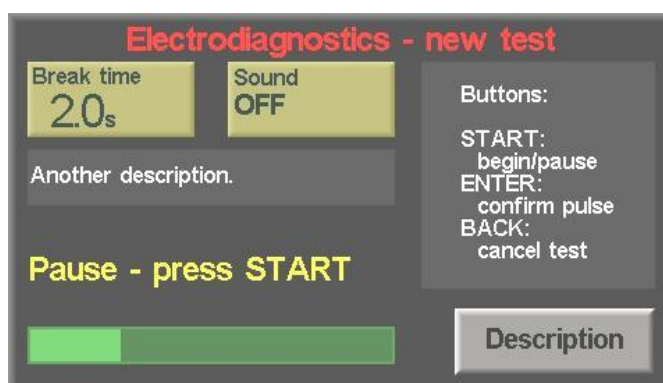 Electrodiagnostics - new test
Break time
2.0s
Sound
OFF
Another description.
Pause - press START
Buttons:
START:
begin/pause
ENTER:
confirm pulse
BACK:
cancel test
Description